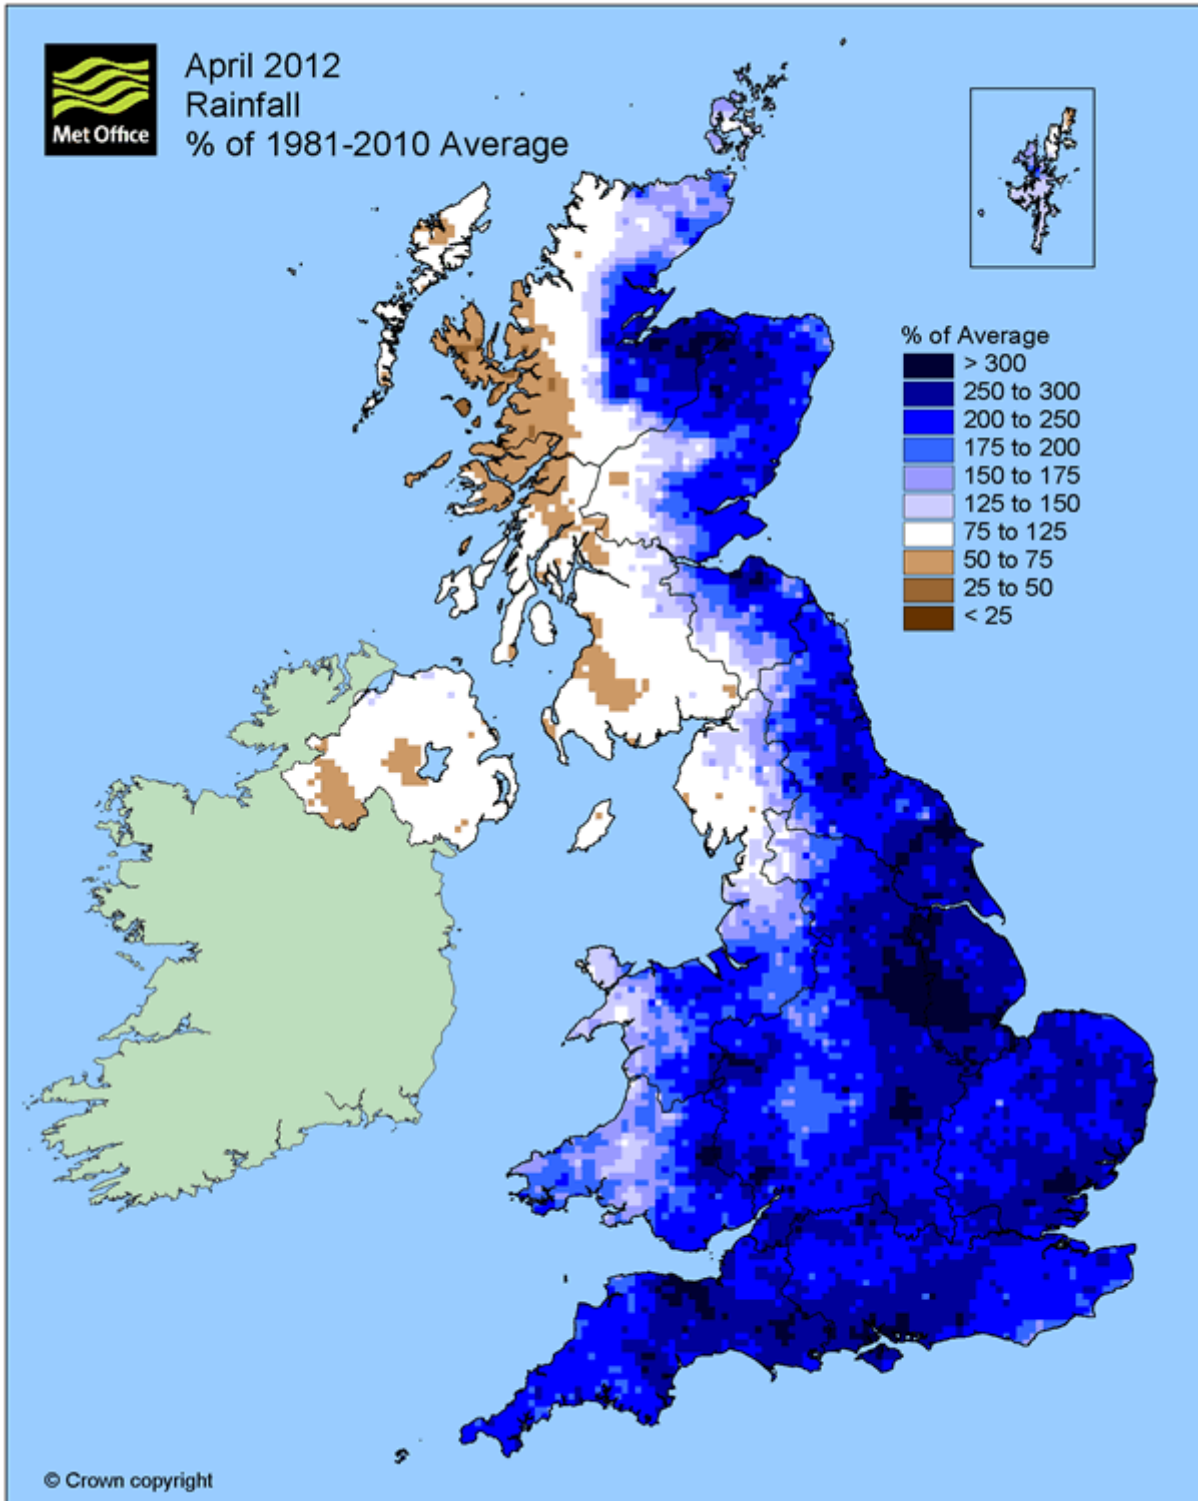 Met Office
April 2012
Rainfall
% of 1981-2010 Average
% of Average
> 300
250 to 300
200 to 250
175 to 200
150 to 175
125 to 150
75 to 125
50 to 75
25 to 50
< 25
© Crown copyright